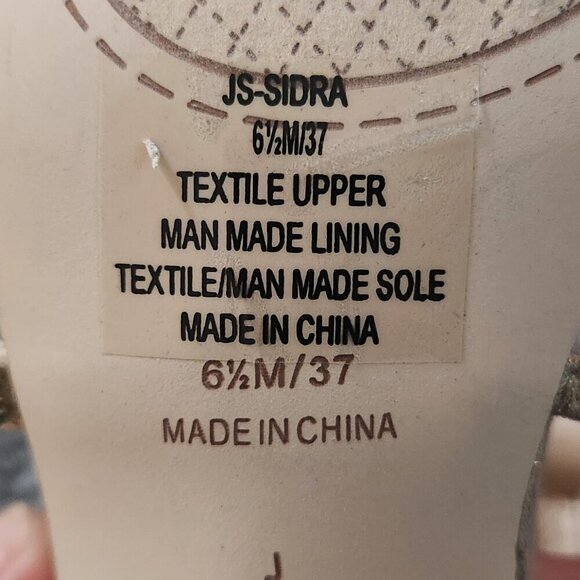 JS-SIDRA
6½M/37
TEXTILE UPPER
MAN MADE LINING
TEXTILE/MAN MADE SOLE
MADE IN CHINA
6½M/37
MADE IN CHINA
J